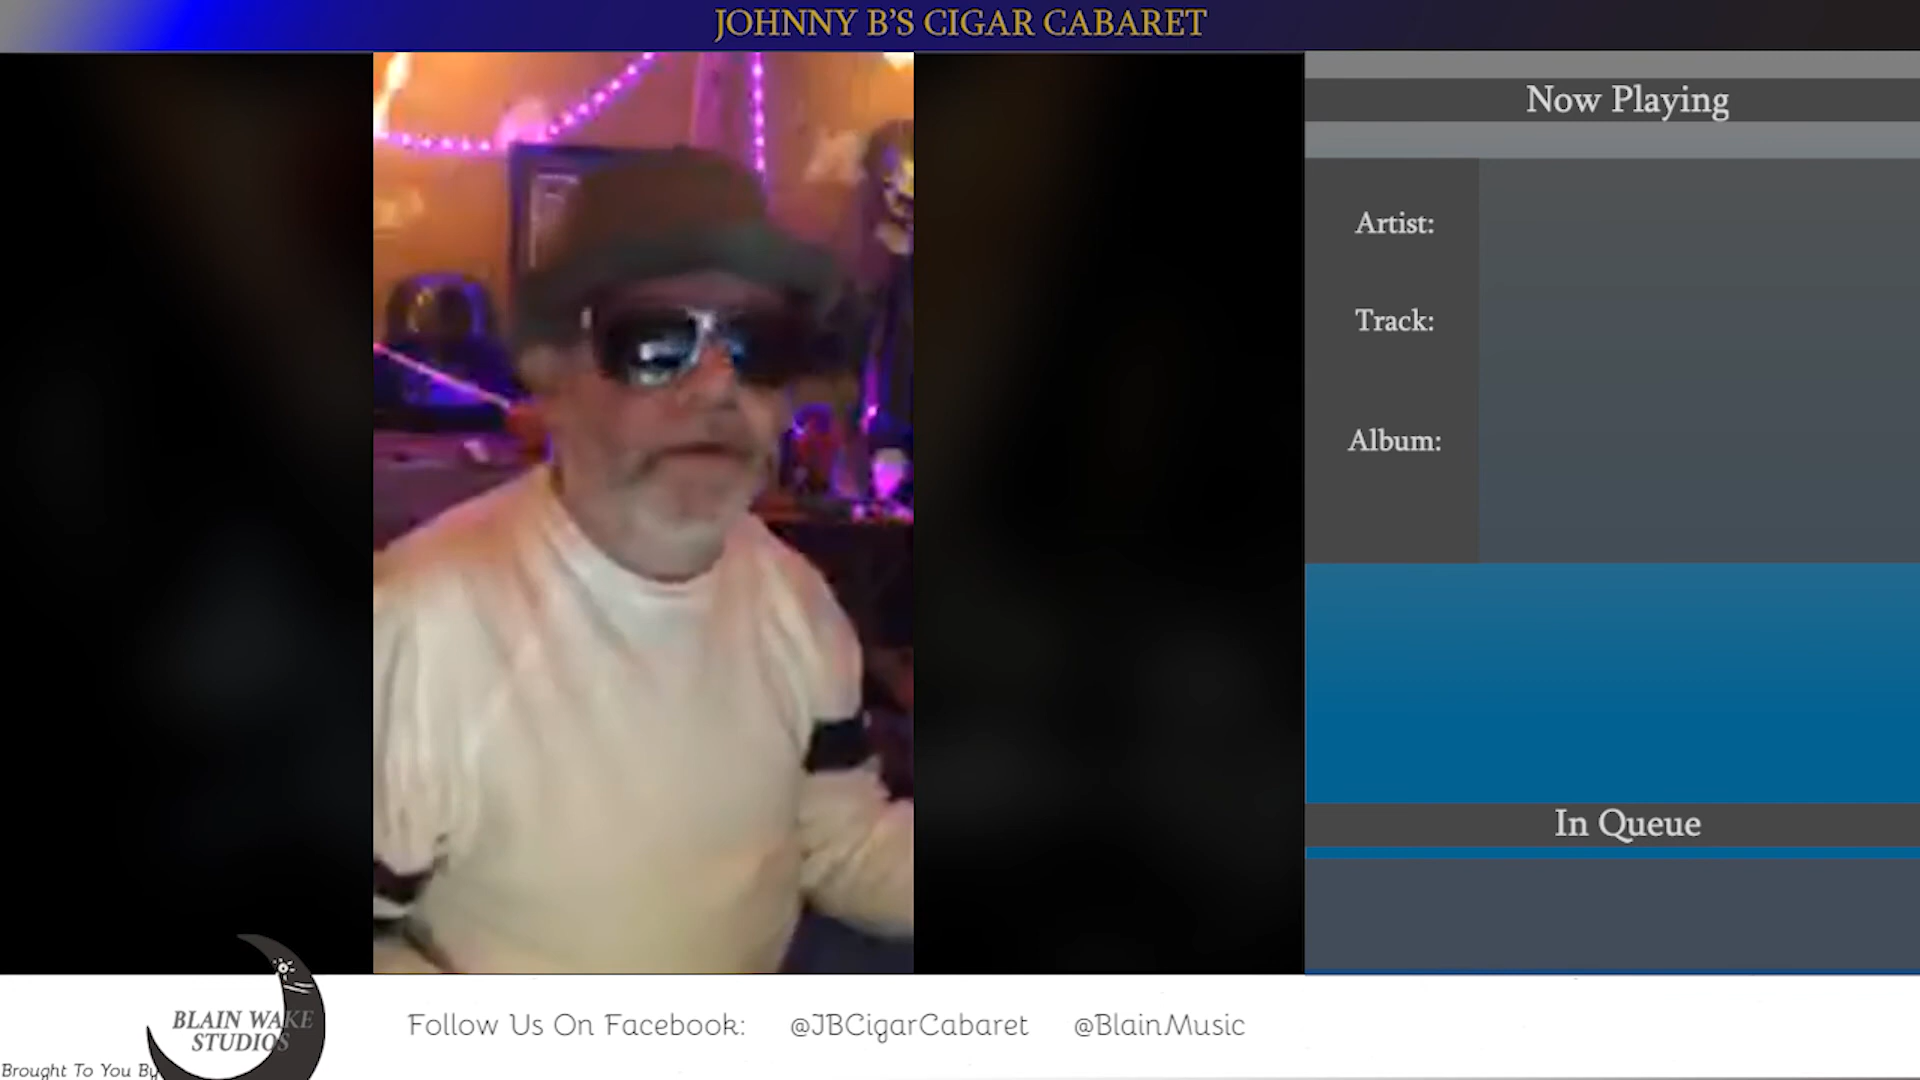 JOHNNY B'S CIGAR CABARET
Now Playing
Artist:
Track:
Album:
In Queue
BLAIN WAKE
STUDIOS
Follow Us On Facebook: @JBCigarCabaret @BlainMusic
Brought To You By